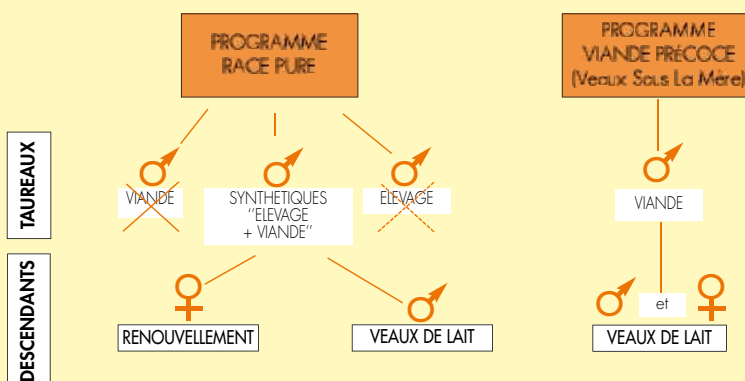 PROGRAMME
RACE PURE
PROGRAMME
VIANDE PRÉCOCE
(Veaux Sous La Mère)
TAUREAUX
VIANDE
SYNTHETIQUES
"ELEVAGE
+ VIANDE"
ELEVAGE
VIANDE
DESCENDANTS
RENOUVELLEMENT
VEAUX DE LAIT
et
VEAUX DE LAIT